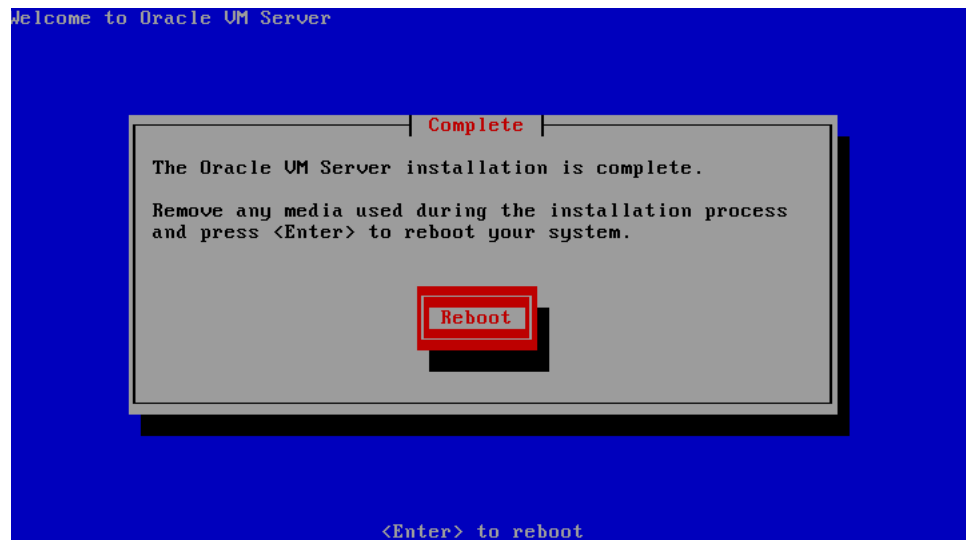 Welcome to Oracle VM Server
Complete
The Oracle VM Server installation is complete.
Remove any media used during the installation process
and press <Enter> to reboot your system.
Reboot
<Enter> to reboot